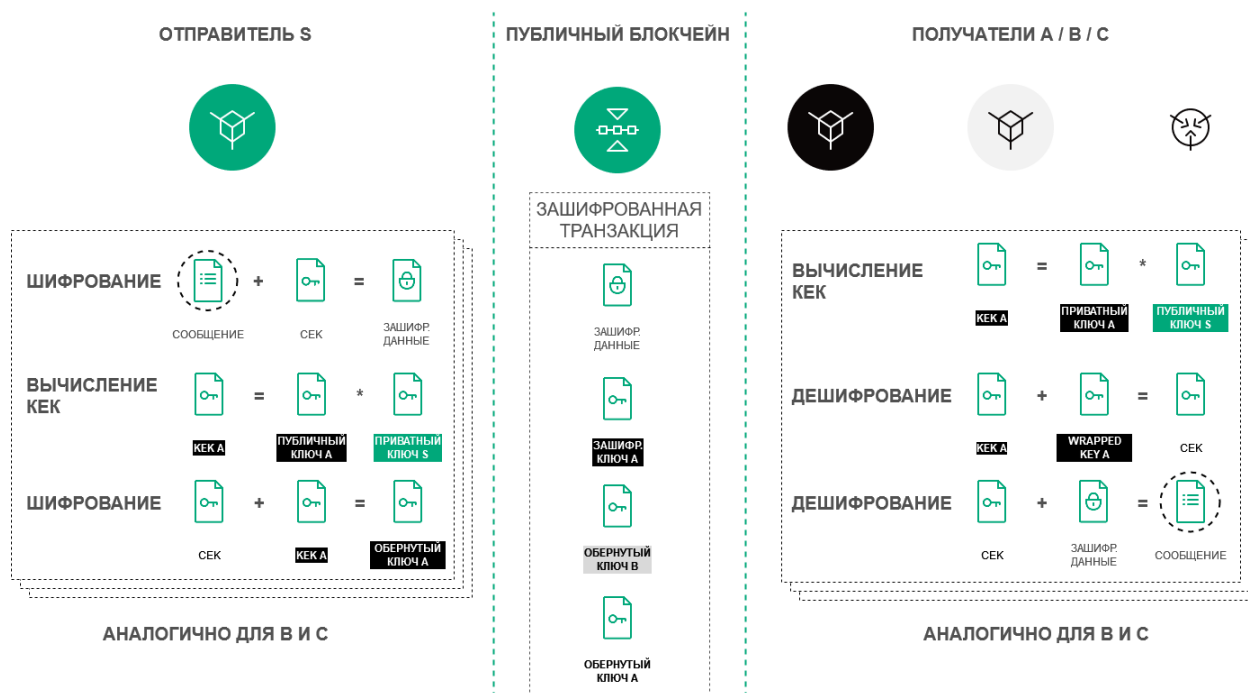 ОТПРАВИТЕЛЬ S
ПУБЛИЧНЫЙ БЛОКЧЕЙН
ПОЛУЧАТЕЛИ A / B / C
ШИФРОВАНИЕ
+
=
СООБЩЕНИЕ
СЕК
ЗАШИФР.
ДАННЫЕ
ВЫЧИСЛЕНИЕ
КЕК
=
*
КЕК А
ПУБЛИЧНЫЙ
КЛЮЧ А
ПРИВАТНЫЙ
КЛЮЧ S
ШИФРОВАНИЕ
+
=
СЕК
КЕК А
ОБЕРНУТЫЙ
КЛЮЧ А
АНАЛОГИЧНО ДЛЯ В И С
ЗАШИФРОВАННАЯ
ТРАНЗАКЦИЯ
ЗАШИФР.
ДАННЫЕ
ЗАШИФР.
КЛЮЧ А
ОБЕРНУТЫЙ
КЛЮЧ В
ОБЕРНУТЫЙ
КЛЮЧ А
ВЫЧИСЛЕНИЕ
КЕК
=
*
КЕК А
ПРИВАТНЫЙ
КЛЮЧ А
ПУБЛИЧНЫЙ
КЛЮЧ S
ДЕШИФРОВАНИЕ
+
=
КЕК А
WRAPPED
KEY A
СЕК
ДЕШИФРОВАНИЕ
+
=
СЕК
ЗАШИФР.
ДАННЫЕ
СООБЩЕНИЕ
АНАЛОГИЧНО ДЛЯ В И С